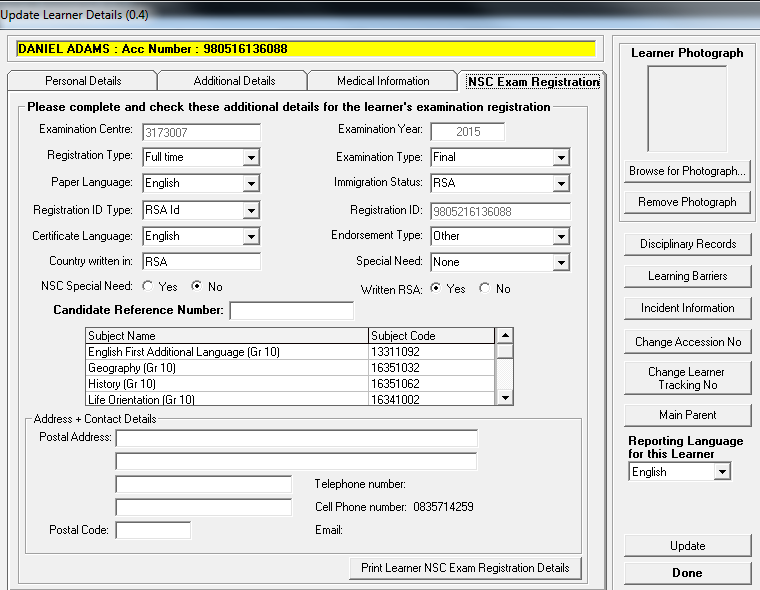 Update Learner Details (0.4)
DANIEL ADAMS : Acc Number : 980516136088
Personal Details
Additional Details
Medical Information
NSC Exam Registration
Please complete and check these additional details for the learner's examination registration
Examination Centre: 3173007
Examination Year: 2015
Registration Type: Full time
Examination Type: Final
Paper Language: English
Immigration Status: RSA
Registration ID Type: RSA Id
Registration ID: 9805216136088
Certificate Language: English
Endorsement Type: Other
Country written in: RSA
Special Need: None
NSC Special Need: Yes No
Written RSA: Yes No
Candidate Reference Number:
Subject Name Subject Code
English First Additional Language (Gr 10) 13311092
Geography (Gr 10) 16351032
History (Gr 10) 16351062
Life Orientation (Gr 10) 16341002
Address + Contact Details
Postal Address:
Telephone number:
Cell Phone number: 0835714259
Postal Code:
Email:
Print Learner NSC Exam Registration Details
Learner Photograph
Browse for Photograph...
Remove Photograph
Disciplinary Records
Learning Barriers
Incident Information
Change Accession No
Change Learner
Tracking No
Main Parent
Reporting Language
for this Learner
English
Update
Done